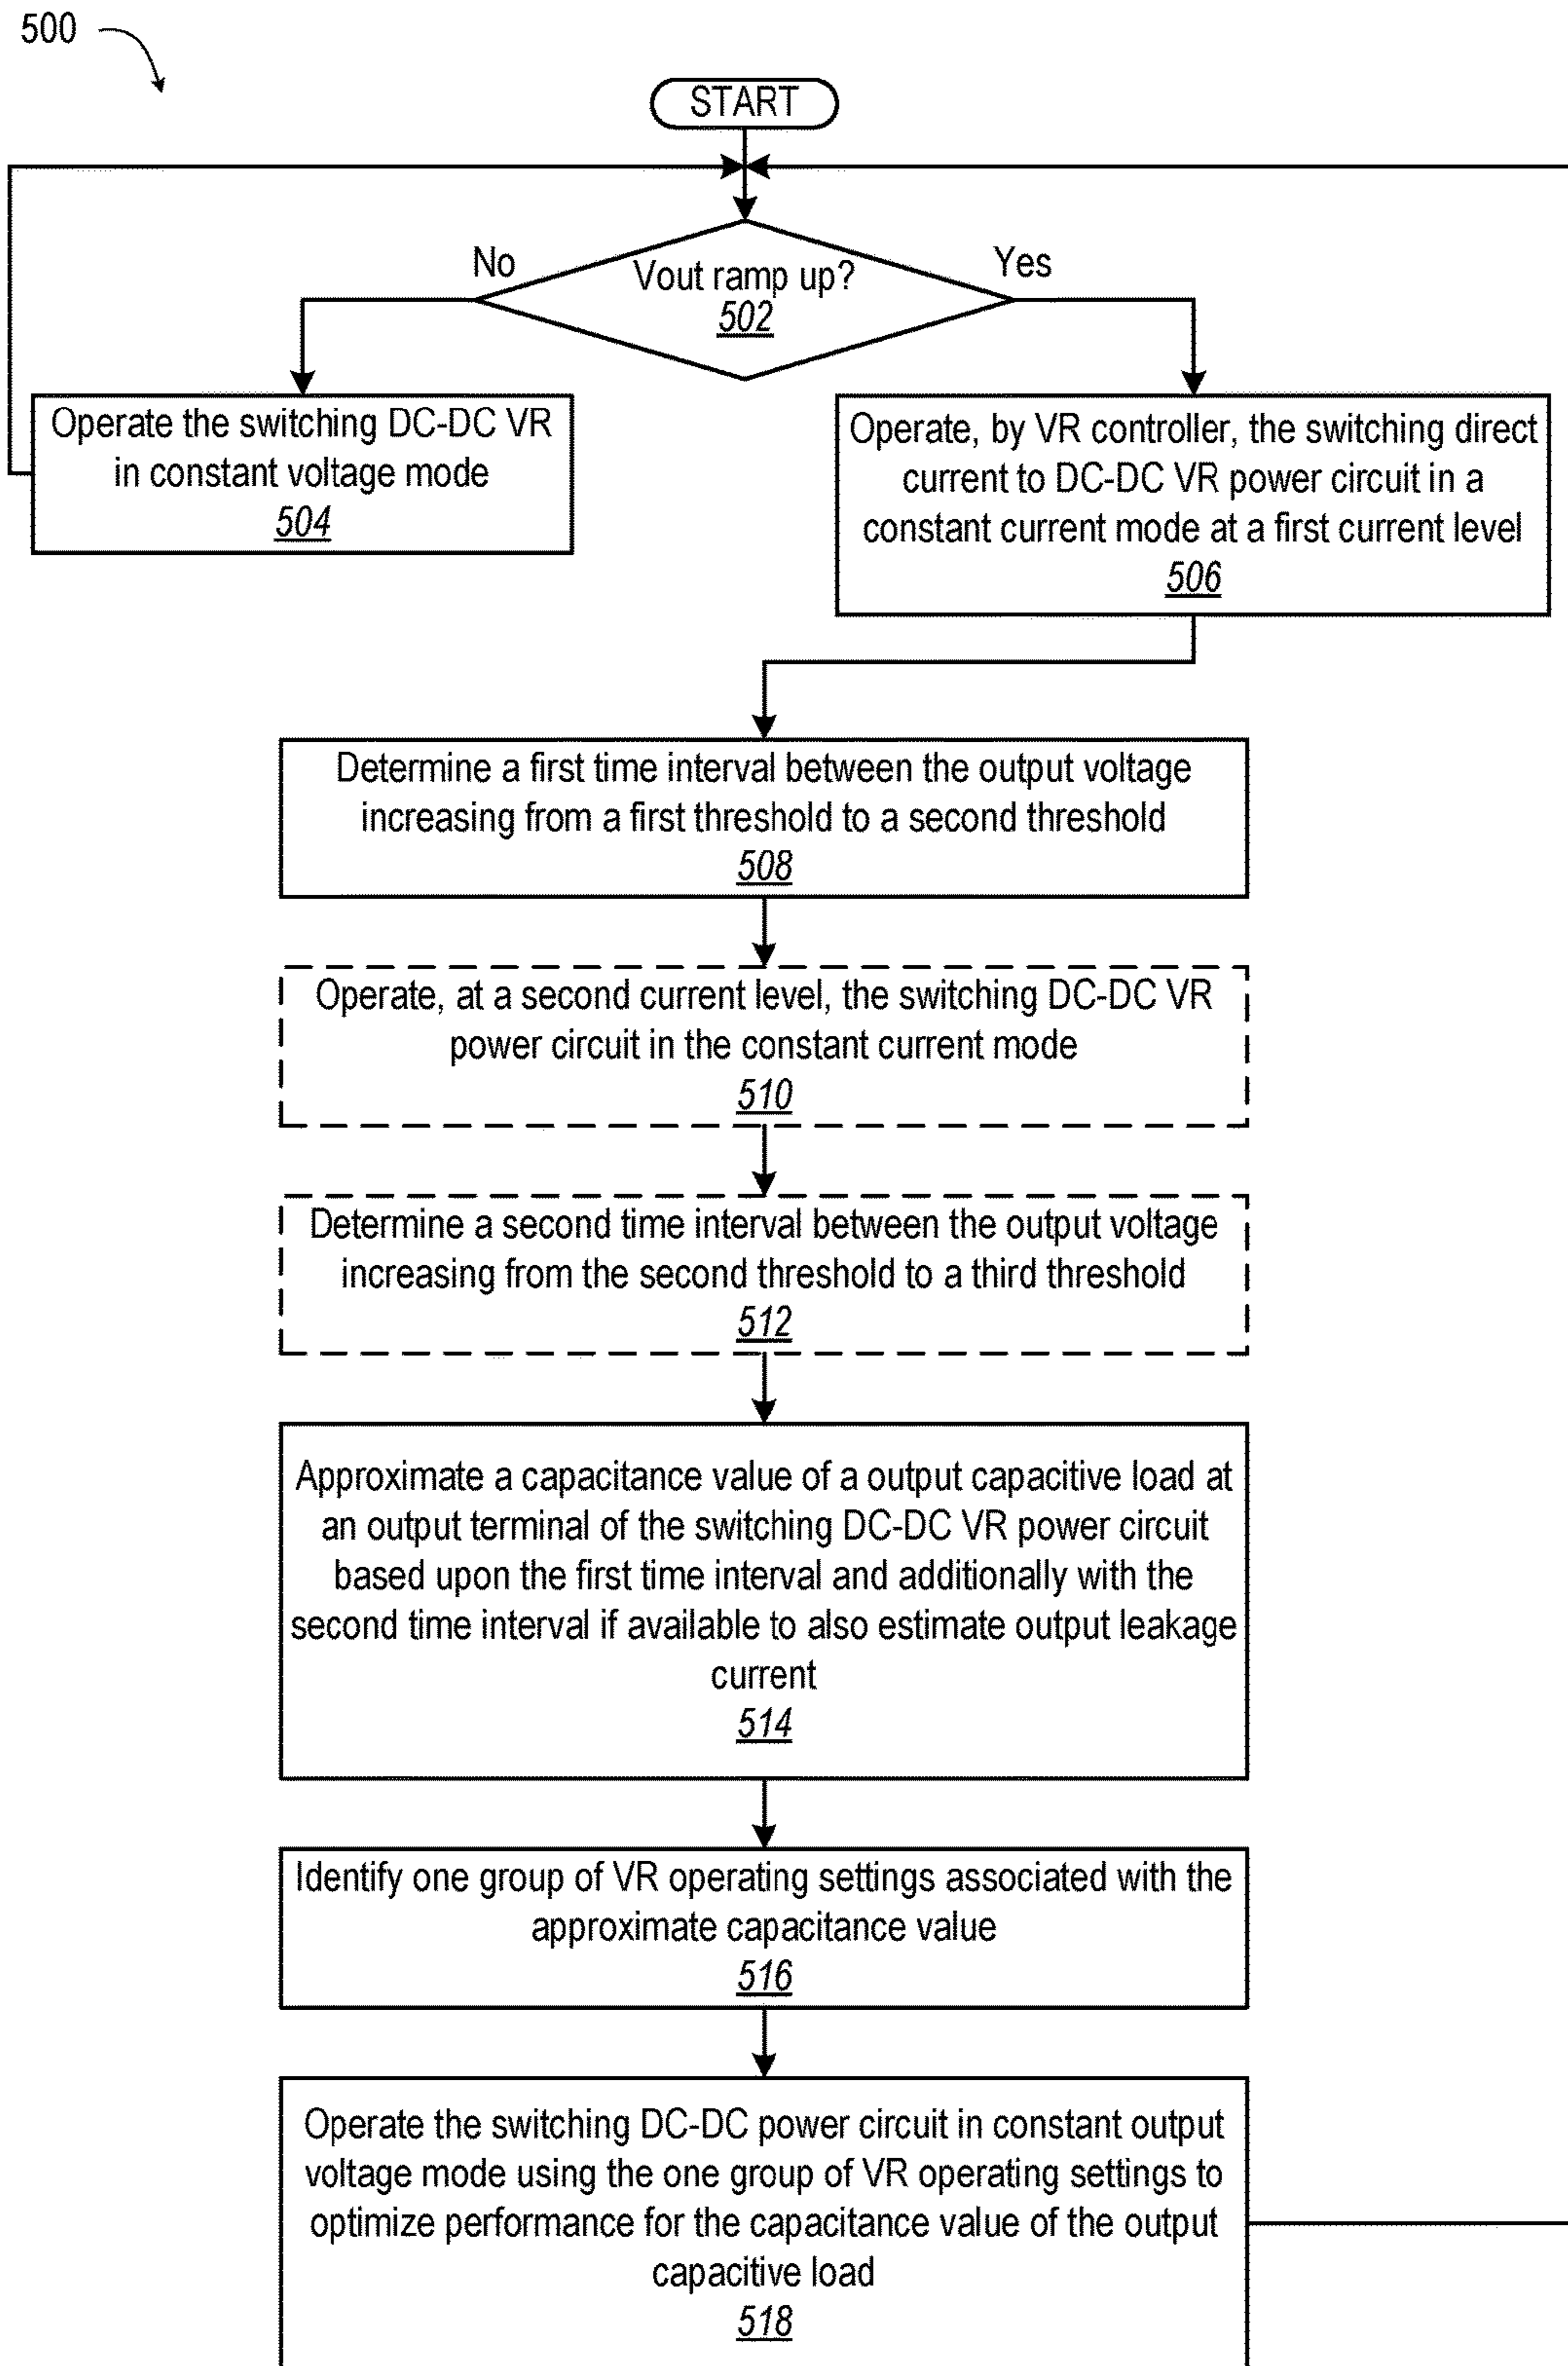 500
START
No
Vout ramp up?
Yes
502
Operate the switching DC-DC VR
in constant voltage mode
504
Operate, by VR controller, the switching direct
current to DC-DC VR power circuit in a
constant current mode at a first current level
506
Determine a first time interval between the output voltage
increasing from a first threshold to a second threshold
508
Operate, at a second current level, the switching DC-DC VR
power circuit in the constant current mode
510
Determine a second time interval between the output voltage
increasing from the second threshold to a third threshold
512
Approximate a capacitance value of a output capacitive load at
an output terminal of the switching DC-DC VR power circuit
based upon the first time interval and additionally with the
second time interval if available to also estimate output leakage
current
514
Identify one group of VR operating settings associated with the
approximate capacitance value
516
Operate the switching DC-DC power circuit in constant output
voltage mode using the one group of VR operating settings to
optimize performance for the capacitance value of the output
capacitive load
518